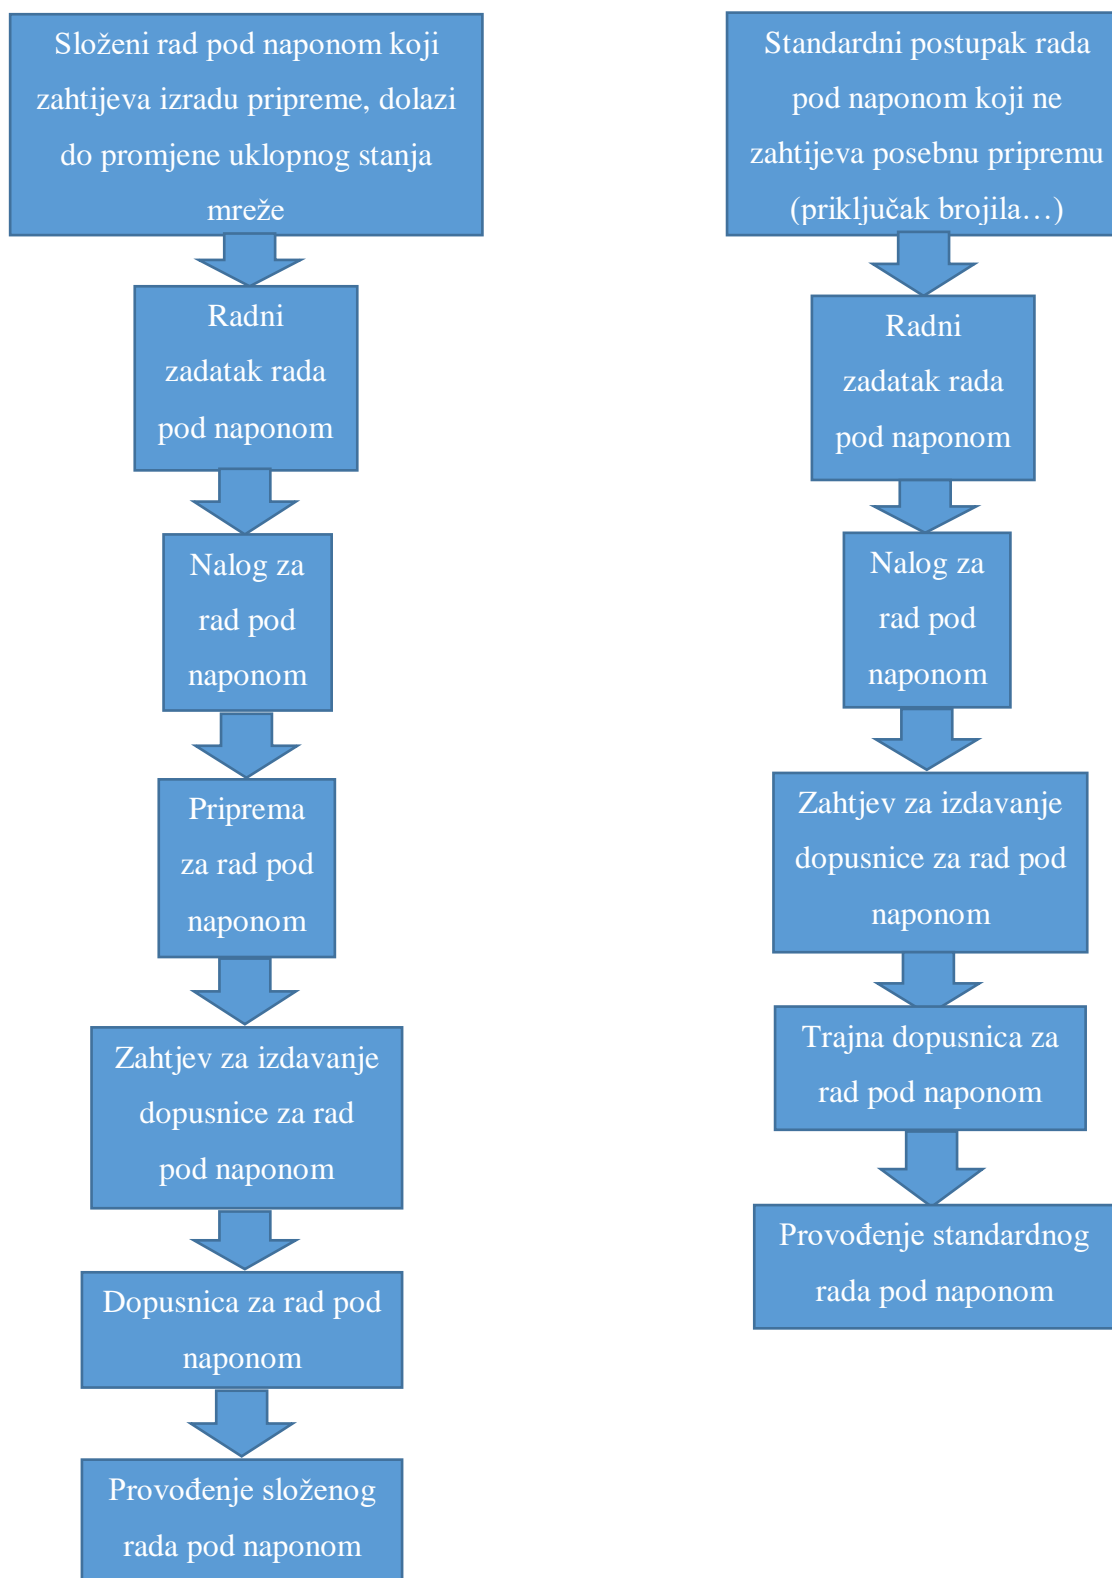 Složeni rad pod naponom koji
zahtijeva izradu pripreme, dolazi
do promjene uklopnog stanja
mreže
Radni
zadatak rada
pod naponom
Nalog za
rad pod
naponom
Priprema
za rad pod
naponom
Zahtjev za izdavanje
dopusnice za rad
pod naponom
Dopusnica za rad pod
naponom
Provođenje složenog
rada pod naponom
Standardni postupak rada
pod naponom koji ne
zahtijeva posebnu pripremu
(priključak brojila…)
Radni
zadatak rada
pod naponom
Nalog za
rad pod
naponom
Zahtjev za izdavanje
dopusnice za rad pod
naponom
Trajna dopusnica za
rad pod naponom
Provođenje standardnog
rada pod naponom